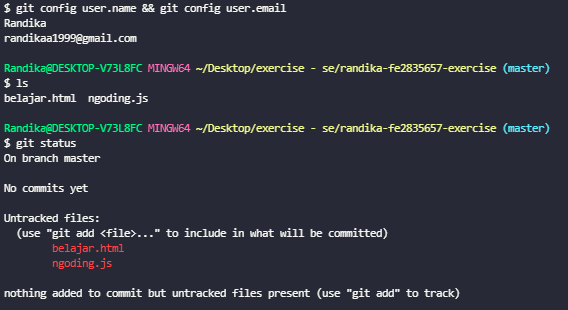 $ git config user.name && git config user.email
Randika
randikaa1999@gmail.com
Randika@DESKTOP-V73L8FC MINGW64 ~/Desktop/exercise - se/randika-fe2835657-exercise (master)
$ ls
belajar.html  ngoding.js
Randika@DESKTOP-V73L8FC MINGW64 ~/Desktop/exercise - se/randika-fe2835657-exercise (master)
$ git status
On branch master
No commits yet
Untracked files:
  (use "git add <file>..." to include in what will be committed)
        belajar.html
        ngoding.js
nothing added to commit but untracked files present (use "git add" to track)